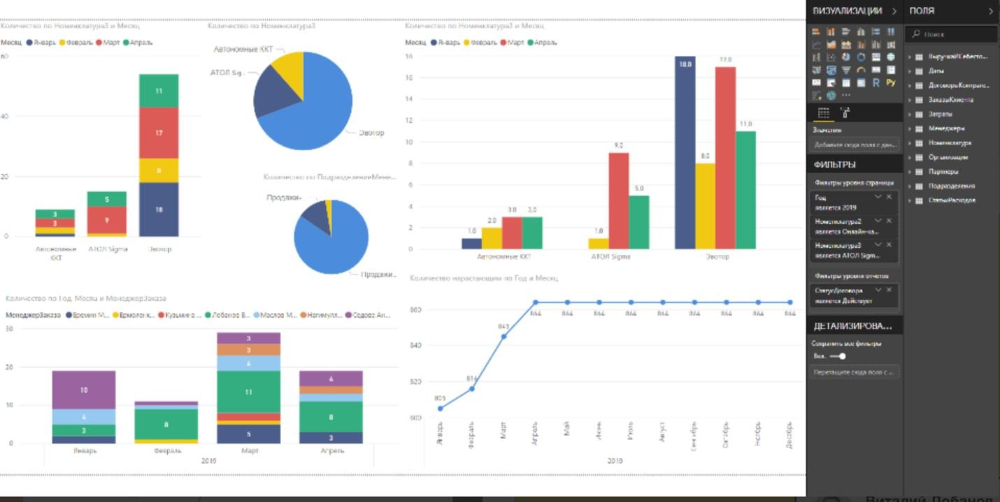 Количество по Номенклатура3 и Месяц
Месяц Январь Февраль Март Апрель
60
40
20
0
11
17
8
18
5
9
3
3
Автономные ККТ
АТОЛ Sigma
Эвотор
Количество по Номенклатура3
Автономные ККТ
АТОЛ Sig...
Эвотор
Количество по ПодразделениеМене...
Продажи-
Продажи...
Количество по Номенклатура3 и Месяц
Месяц Январь Февраль Март Апрель
18
16
14
12
10
8
6
4
2
0
1.0
2.0
3.0
3.0
1.0
9.0
5.0
18.0
8.0
17.0
11.0
Автономные ККТ
АТОЛ Sigma
Эвотор
Количество по Год, Месяц и МенеджерЗаказа
МенеджерЗаказа Еремин М... Ермоленк... Кузьмина ... Лобанов В... Маслов М... Нагимулл... Седова Ан...
30
20
10
0
10
4
3
8
3
3
4
11
5
4
8
3
Январь
Февраль
Март
Апрель
2019
Количество нарастающим по Год и Месяц
860
840
820
800
805
816
845
864 864 864 864 864 864 864 864 864
Январь Февраль Март Апрель Май Июнь Июль Август Сентябрь Октябрь Ноябрь Декабрь
2019
ВИЗУАЛИЗАЦИИ
R Py
Значения
Добавьте сюда поля с дан...
ФИЛЬТРЫ
Фильтры уровня страницы
Год
является 2019
Номенклатура2
является Онлайн-ка...
Номенклатура3
является АТОЛ Sigm...
Фильтры уровня отчетов
СтатусДоговора
является Действует
ДЕТАЛИЗИРОВА...
Сохранить все фильтры
Вкл.
Перетащите сюда поля с ...
ПОЛЯ
Поиск
ВыручкаИСебесто...
Даты
ДоговорыКонтраге...
ЗаказыКлиента
Затраты
Менеджеры
Номенклатура
Организации
Партнеры
Подразделения
СтатьиРасходов
Виталий Лобанов